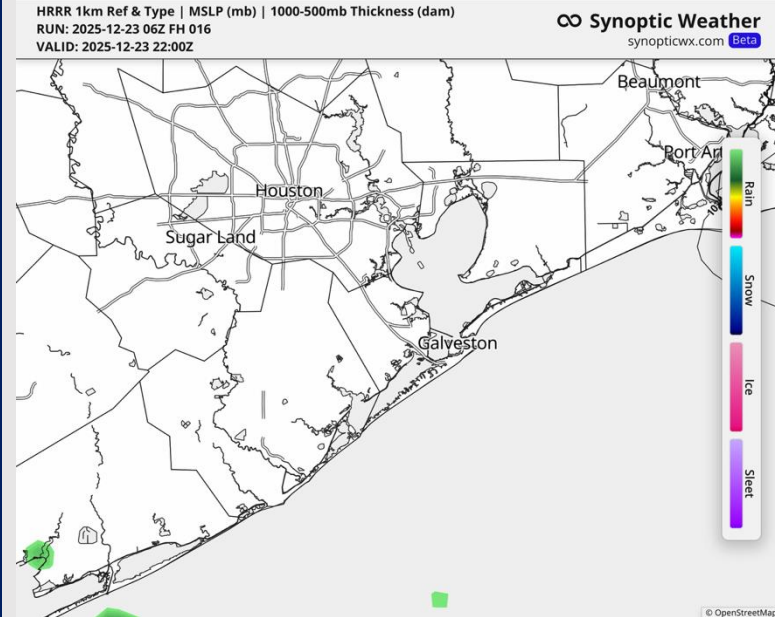 HRRR 1km Ref & Type | MSLP (mb) | 1000-500mb Thickness (dam)
RUN: 2025-12-23 06Z FH 016
VALID: 2025-12-23 22:00Z
Synoptic Weather
synopticwx.com Beta
Beaumont
Port Art
Houston
Sugar Land
Galveston
Rain
Snow
Ice
Sleet
© OpenStreetMap